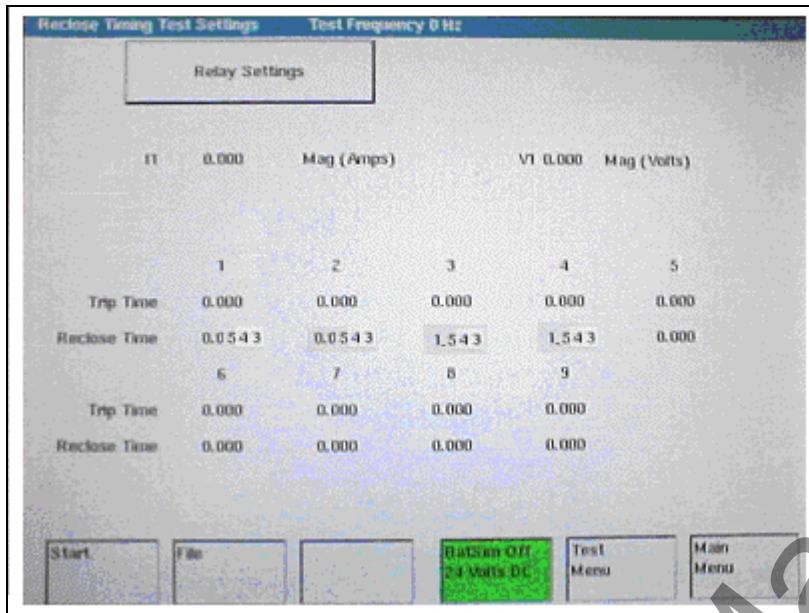 Reclose Timing Test Settings Test Frequency 0 Hz
Relay Settings
I1 0.000 Mag (Amps) V1 0.000 Mag (Volts)
1 2 3 4 5
Trip Time 0.000 0.000 0.000 0.000 0.000
Reclose Time 0.0543 0.0543 1.543 1.543 0.000
6 7 8 9
Trip Time 0.000 0.000 0.000 0.000
Reclose Time 0.000 0.000 0.000 0.000
Start File BatSim Off Test Main
24 Volts DC Menu Menu